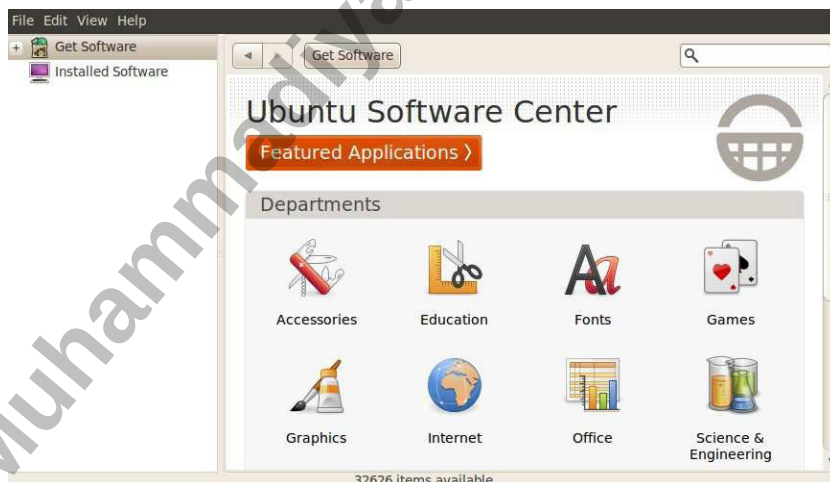 File Edit View Help
Get Software
Installed Software
Get Software
Ubuntu Software Center
Featured Applications
Departments
Accessories
Education
Fonts
Games
Graphics
Internet
Office
Science &
Engineering
32626 items available